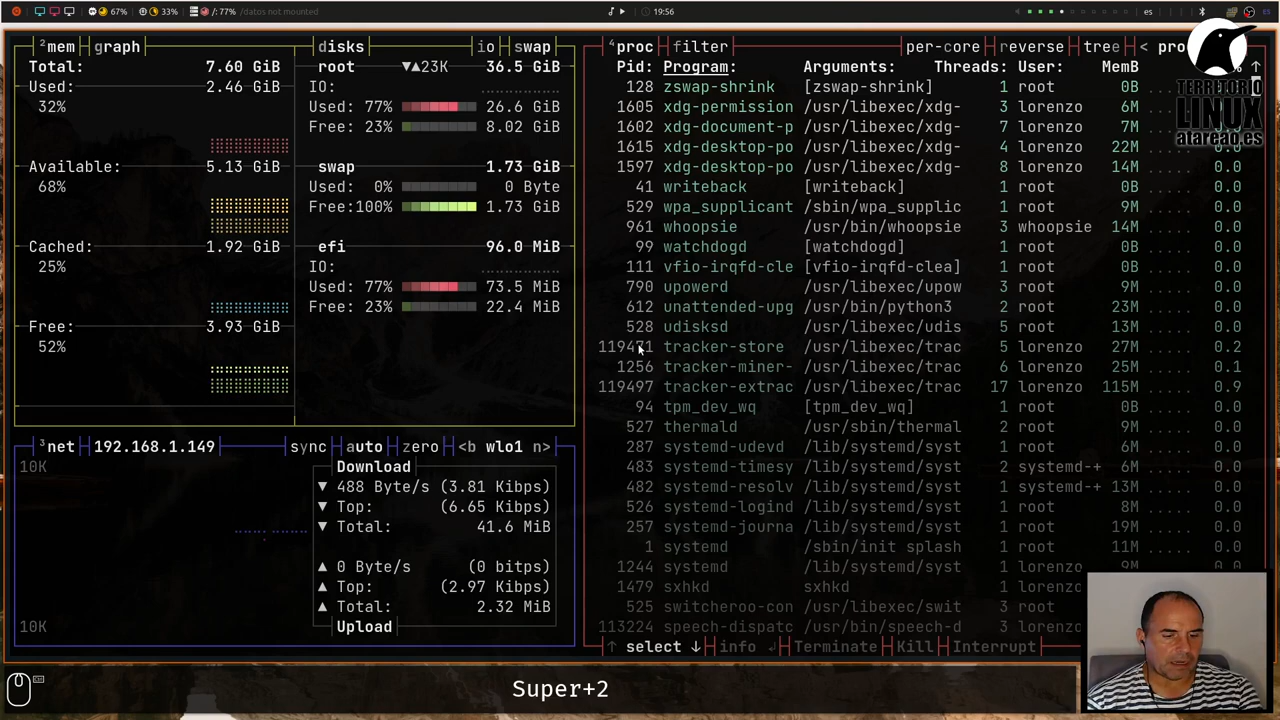 67% 33% /: 77% /datos not mounted 19:56 es ES
²mem graph disks io swap
Total: 7.60 GiB root ▼▲23K 36.5 GiB
Used: 2.46 GiB IO:
32% Used: 77% 26.6 GiB
Free: 23% 8.02 GiB
Available: 5.13 GiB swap 1.73 GiB
68% Used: 0% 0 Byte
Free:100% 1.73 GiB
Cached: 1.92 GiB efi 96.0 MiB
25% IO:
Used: 77% 73.5 MiB
Free: 3.93 GiB Free: 23% 22.4 MiB
52%
³net 192.168.1.149 sync auto zero <b wlo1 n>
10K Download
▼ 488 Byte/s (3.81 Kibps)
▼ Top: (6.65 Kibps)
▼ Total: 41.6 MiB
▲ 0 Byte/s (0 bitps)
▲ Top: (2.97 Kibps)
▲ Total: 2.32 MiB
10K Upload
⁴proc filter per-core reverse tree < pro
Pid: Program: Arguments: Threads: User: MemB ↑
128 zswap-shrink [zswap-shrink] 1 root 0B
1605 xdg-permission /usr/libexec/xdg- 3 lorenzo 6M
1602 xdg-document-p /usr/libexec/xdg- 7 lorenzo 7M
1615 xdg-desktop-po /usr/libexec/xdg- 4 lorenzo 22M 0.0
1597 xdg-desktop-po /usr/libexec/xdg- 8 lorenzo 14M 0.0
41 writeback [writeback] 1 root 0B 0.0
529 wpa_supplicant /sbin/wpa_supplic 1 root 9M 0.0
961 whoopsie /usr/bin/whoopsie 3 whoopsie 14M 0.0
99 watchdogd [watchdogd] 1 root 0B 0.0
111 vfio-irqfd-cle [vfio-irqfd-clea] 1 root 0B 0.0
790 upowerd /usr/libexec/upow 3 root 9M 0.0
612 unattended-upg /usr/bin/python3 2 root 23M 0.0
528 udisksd /usr/libexec/udis 5 root 13M 0.0
119471 tracker-store /usr/libexec/trac 5 lorenzo 27M 0.2
1256 tracker-miner- /usr/libexec/trac 6 lorenzo 25M 0.1
119497 tracker-extrac /usr/libexec/trac 17 lorenzo 115M 0.9
94 tpm_dev_wq [tpm_dev_wq] 1 root 0B 0.0
527 thermald /usr/sbin/thermal 2 root 9M 0.0
287 systemd-udevd /lib/systemd/syst 1 root 6M 0.0
483 systemd-timesy /lib/systemd/syst 2 systemd-+ 6M 0.0
482 systemd-resolv /lib/systemd/syst 1 systemd-+ 13M 0.0
526 systemd-logind /lib/systemd/syst 1 root 8M 0.0
257 systemd-journa /lib/systemd/syst 1 root 19M 0.0
1 systemd /sbin/init splash 1 root 11M 0.0
1244 systemd /lib/systemd/syst 1 lorenzo 9M 0.0
1479 sxhkd sxhkd 1 lorenzo
525 switcheroo-con /usr/libexec/swit 3 root
113224 speech-dispatc /usr/bin/speech-d 1 lorenzo
↑ select ↓ info ↲ Terminate Kill Interrupt
TERRITORIO
LINUX
atareao.es
Super+2